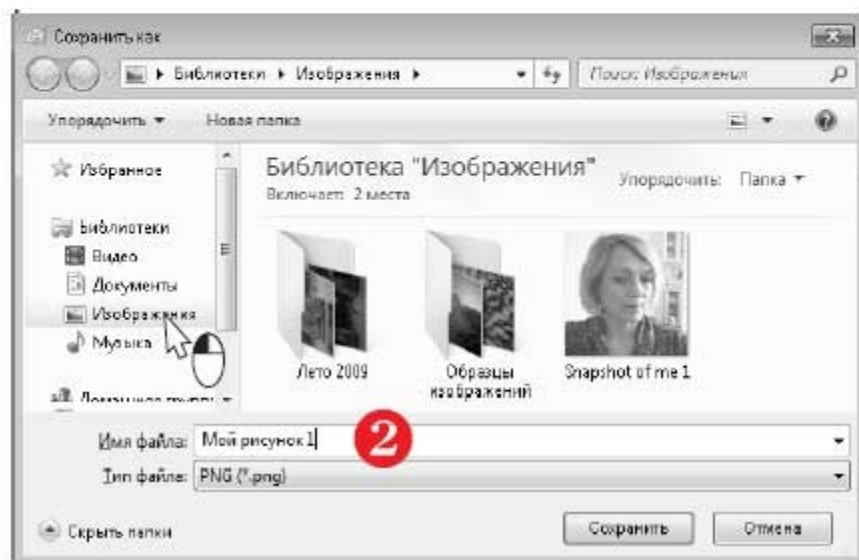 Сохранить как
Библиотеки Изображения
Поиск: Изображения
Упорядочить
Новая папка
Избранное
Библиотеки
Видео
Документы
Изображения
Музыка
Библиотека "Изображения"
Включает: 2 места
Упорядочить: Папка
Лето 2009
Образцы
изображений
Snapshot of me 1
Имя файла: Мой рисунок 1
2
Тип файла: PNG (*.png)
Скрыть папки
Сохранить
Отмена